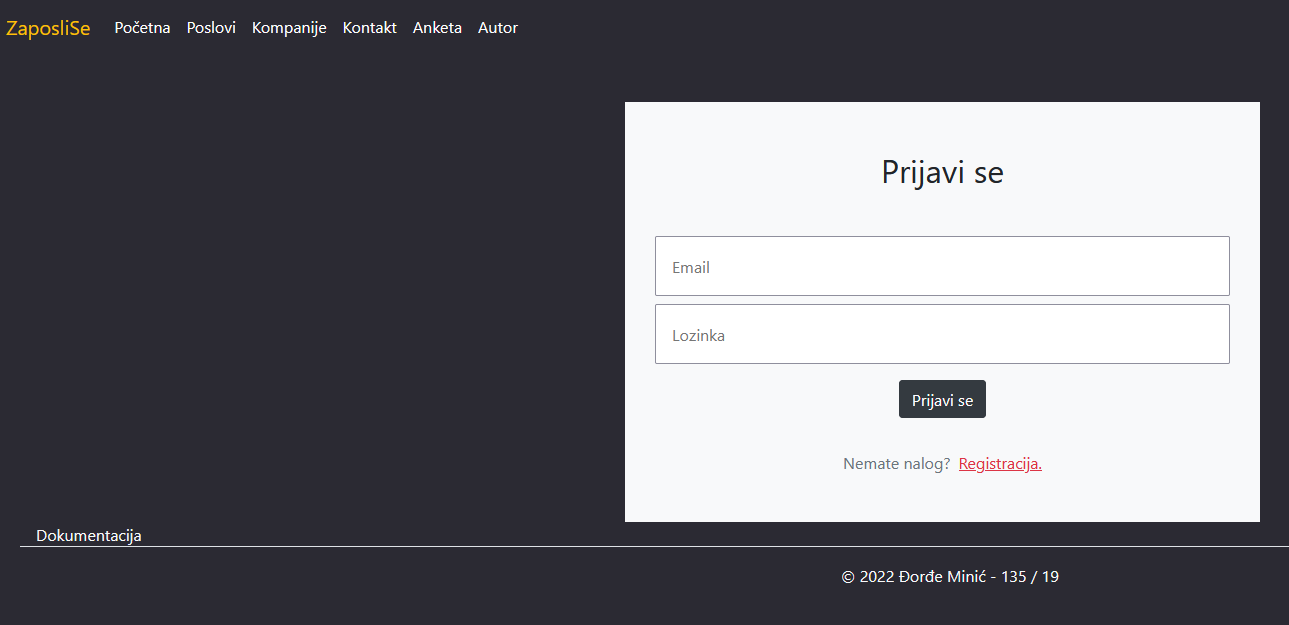 ZaposliSe Početna Poslovi Kompanije Kontakt Anketa Autor
Prijavi se
Email
Lozinka
Prijavi se
Nemate nalog? Registracija.
Dokumentacija
© 2022 Đorđe Minić - 135 / 19